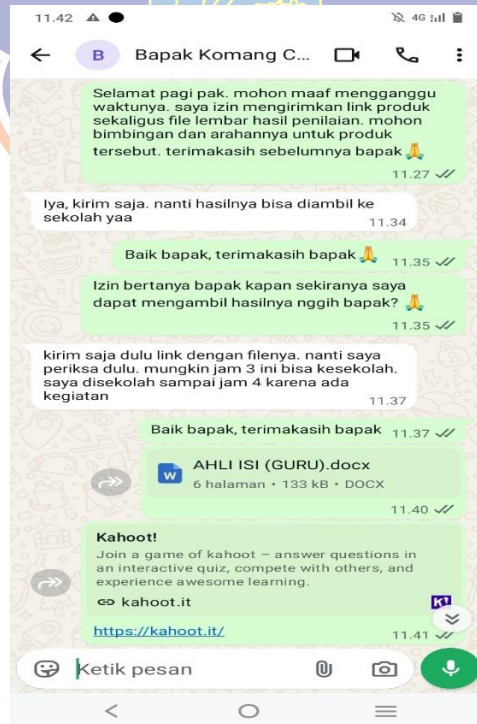 11.42
4G
B Bapak Komang C...
Selamat pagi pak. mohon maaf mengganggu
waktunya. saya izin mengirimkan link produk
sekaligus file lembar hasil penilaian. mohon
bimbingan dan arahannya untuk produk
tersebut. terimakasih sebelumnya bapak 🙏
11.27
Iya, kirim saja. nanti hasilnya bisa diambil ke
sekolah yaa
11.34
Baik bapak, terimakasih bapak 🙏 11.35
Izin bertanya bapak kapan sekiranya saya
dapat mengambil hasilnya nggih bapak? 🙏
11.35
kirim saja dulu link dengan filenya. nanti saya
periksa dulu. mungkin jam 3 ini bisa kesekolah.
saya disekolah sampai jam 4 karena ada
kegiatan
11.37
Baik bapak, terimakasih bapak 11.37
W AHLI ISI (GURU).docx
6 halaman • 133 kB • DOCX
11.40
Kahoot!
Join a game of kahoot – answer questions in
an interactive quiz, compete with others, and
experience awesome learning.
kahoot.it
K!
https://kahoot.it/
11.41
Ketik pesan